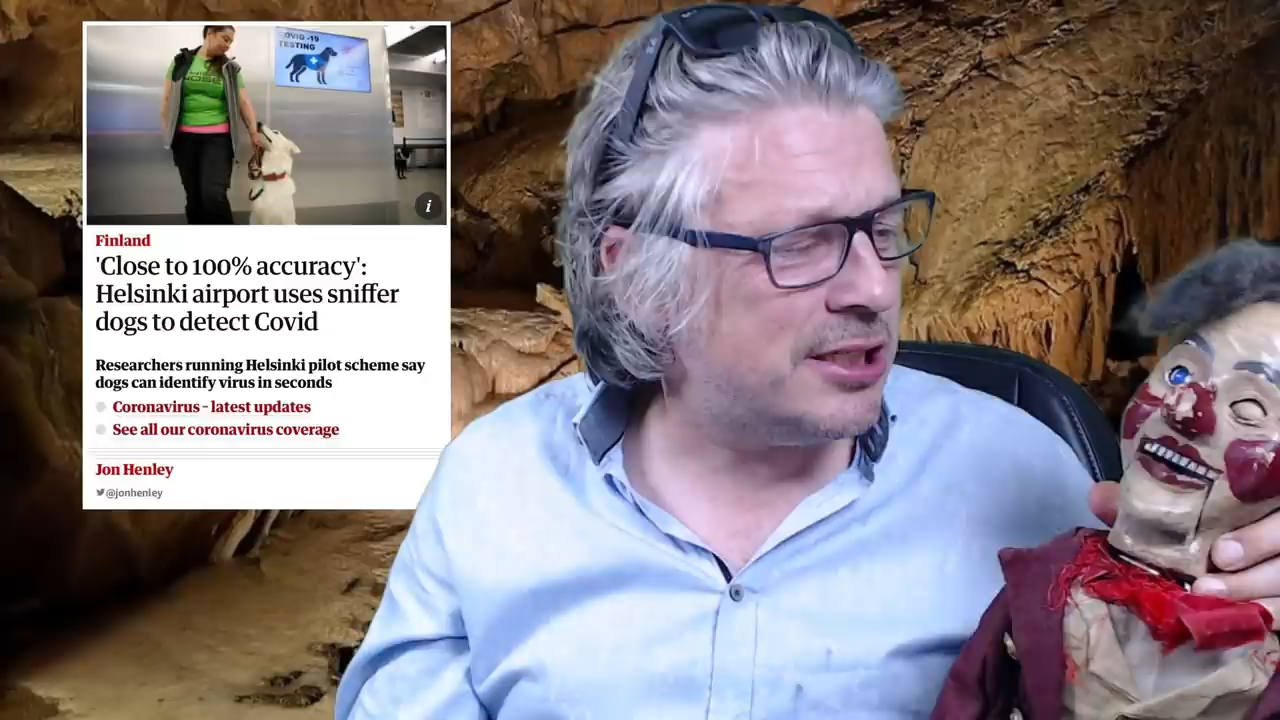 COVID -19
TESTING
NOSE
i
Finland
'Close to 100% accuracy':
Helsinki airport uses sniffer
dogs to detect Covid
Researchers running Helsinki pilot scheme say
dogs can identify virus in seconds
Coronavirus - latest updates
See all our coronavirus coverage
Jon Henley
@jonhenley